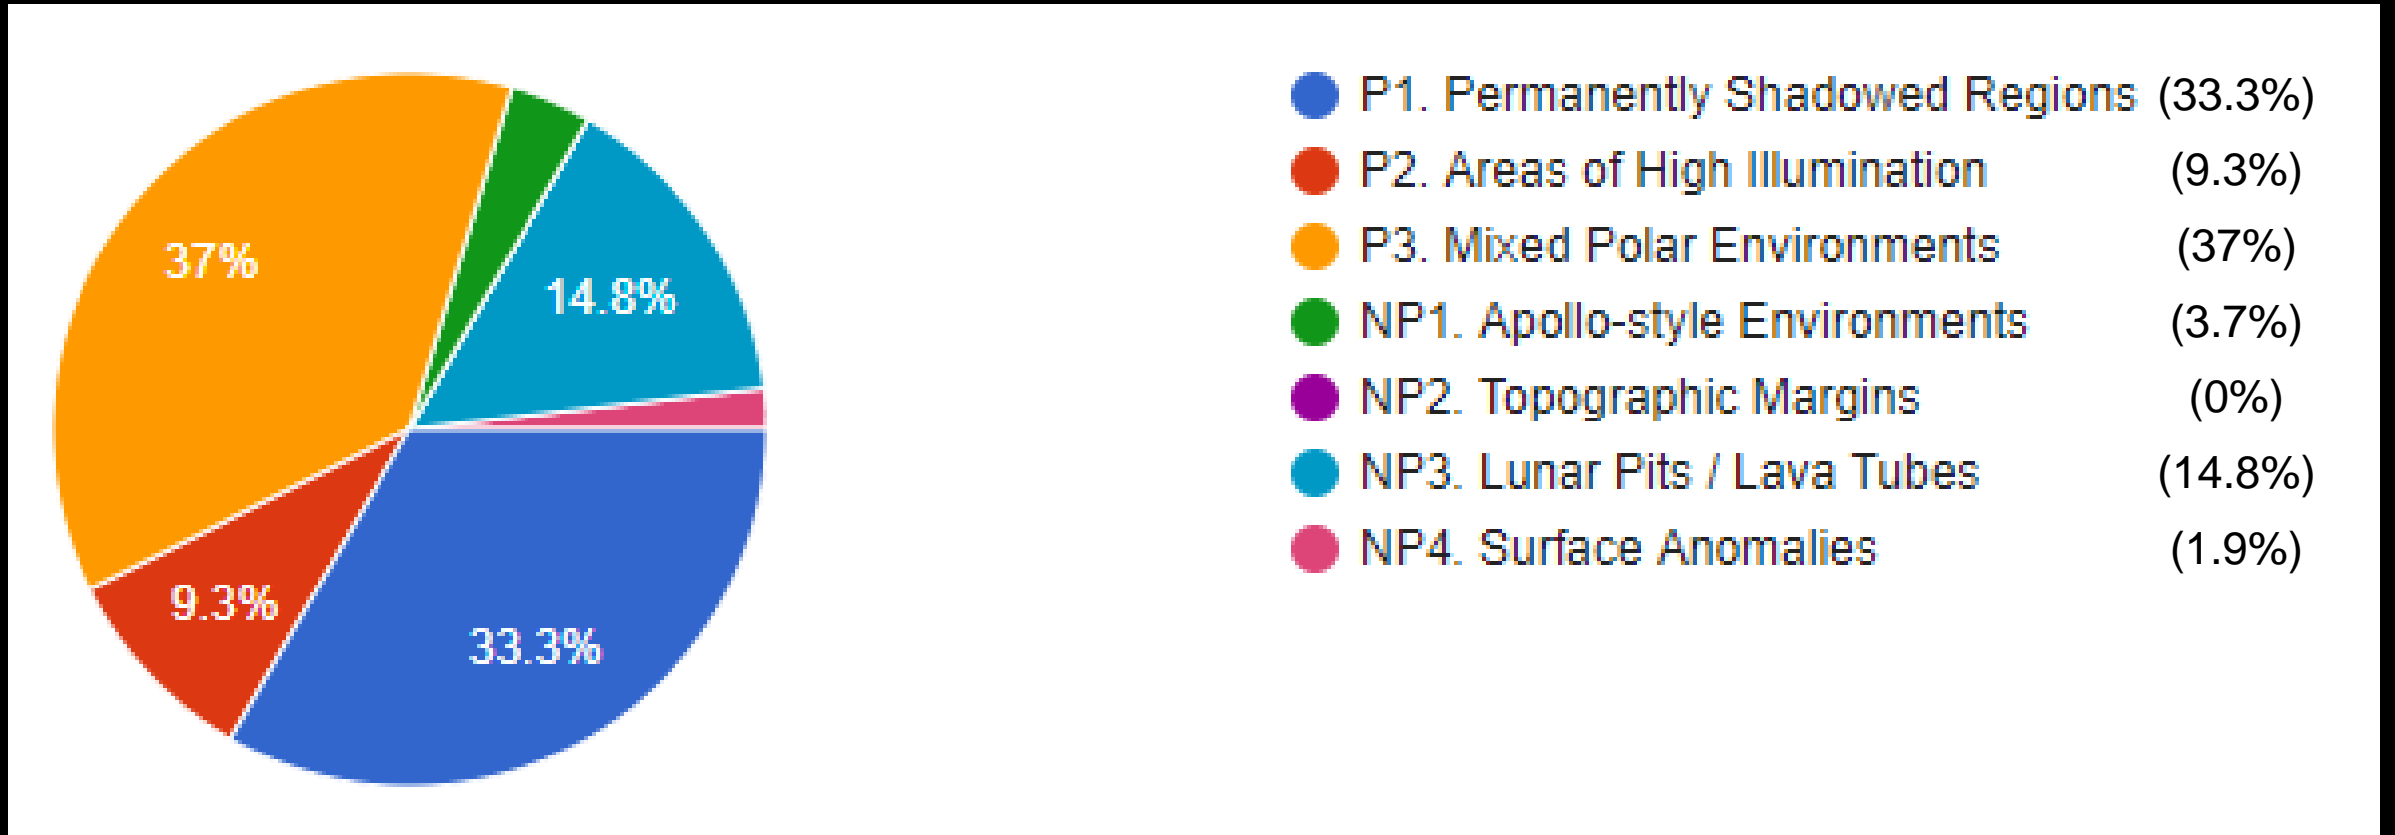 37%
14.8%
9.3%
33.3%
P1. Permanently Shadowed Regions (33.3%)
P2. Areas of High Illumination (9.3%)
P3. Mixed Polar Environments (37%)
NP1. Apollo-style Environments (3.7%)
NP2. Topographic Margins (0%)
NP3. Lunar Pits / Lava Tubes (14.8%)
NP4. Surface Anomalies (1.9%)